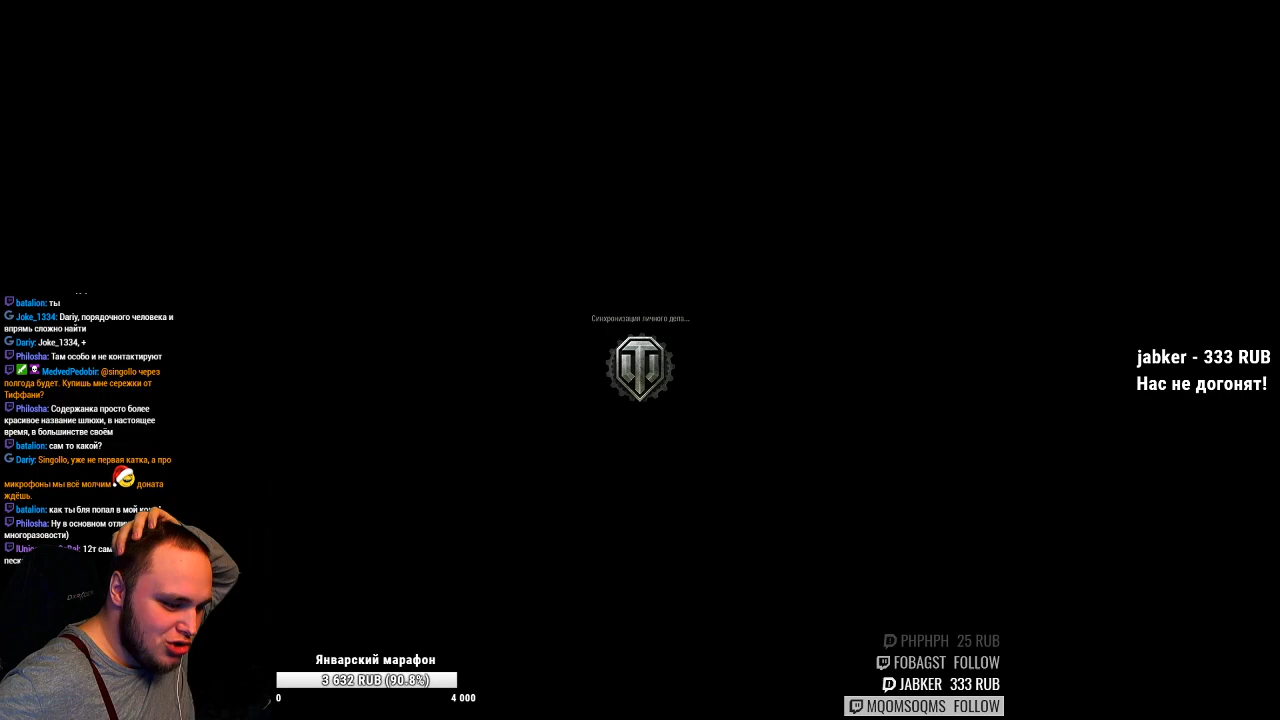 batalion: ты
Joke_1334: Dariy, порядочного человека и
впрямь сложно найти
Dariy: Joke_1334, +
Philosha: Там особо и не контактируют
MedvedPedobir: @singollo через
полгода будет. Купишь мне сережки от
Тиффани?
Philosha: Содержанка просто более
красивое название шлюхи, в настоящее
время, в большинстве своём
batalion: сам то какой?
Dariy: Singollo, уже не первая катка, а про
микрофоны мы всё молчим доната
ждёшь.
batalion: как ты бля попал в мой
Philosha: Ну в основном
многоразовости)
12т
Синхронизация личного дела...
jabker - 333 RUB
Нас не догонят!
Январский марафон
3 632 RUB (90.8%)
0 4 000
PHPHPH 25 RUB
FOBAGST FOLLOW
JABKER 333 RUB
MQOMSOQMS FOLLOW